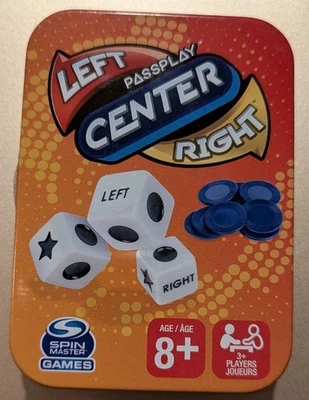 LEFT
PASSPLAY
CENTER
RIGHT
LEFT
RIGHT
SPIN
MASTER
GAMES
AGE / ÂGE
8+
3+
PLAYERS
JOUEURS